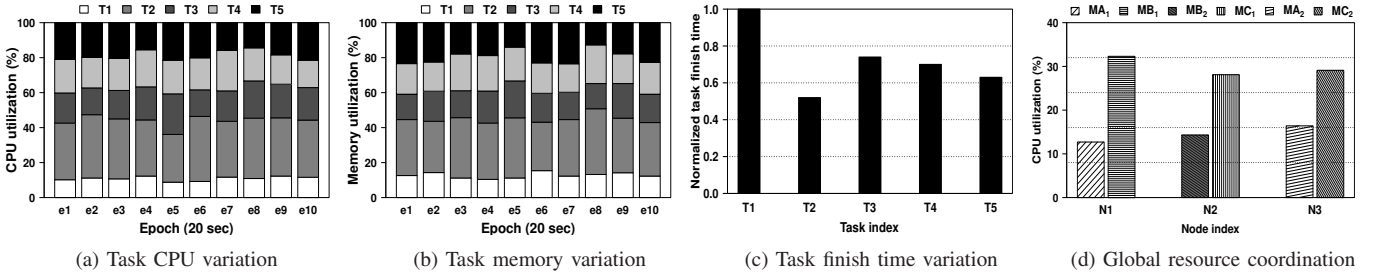 T1 T2 T3 T4 T5
100
80
60
40
20
0
CPU utilization (%)
e1 e2 e3 e4 e5 e6 e7 e8 e9 e10
Epoch (20 sec)
(a) Task CPU variation
T1 T2 T3 T4 T5
100
80
60
40
20
0
Memory utilization (%)
e1 e2 e3 e4 e5 e6 e7 e8 e9 e10
Epoch (20 sec)
(b) Task memory variation
1.0
0.8
0.6
0.4
0.2
0.0
Normalized task finish time
T1 T2 T3 T4 T5
Task index
(c) Task finish time variation
MA1 MB1 MB2 MC1 MA2 MC2
40
30
20
10
0
CPU utilization (%)
N1 N2 N3
Node index
(d) Global resource coordination